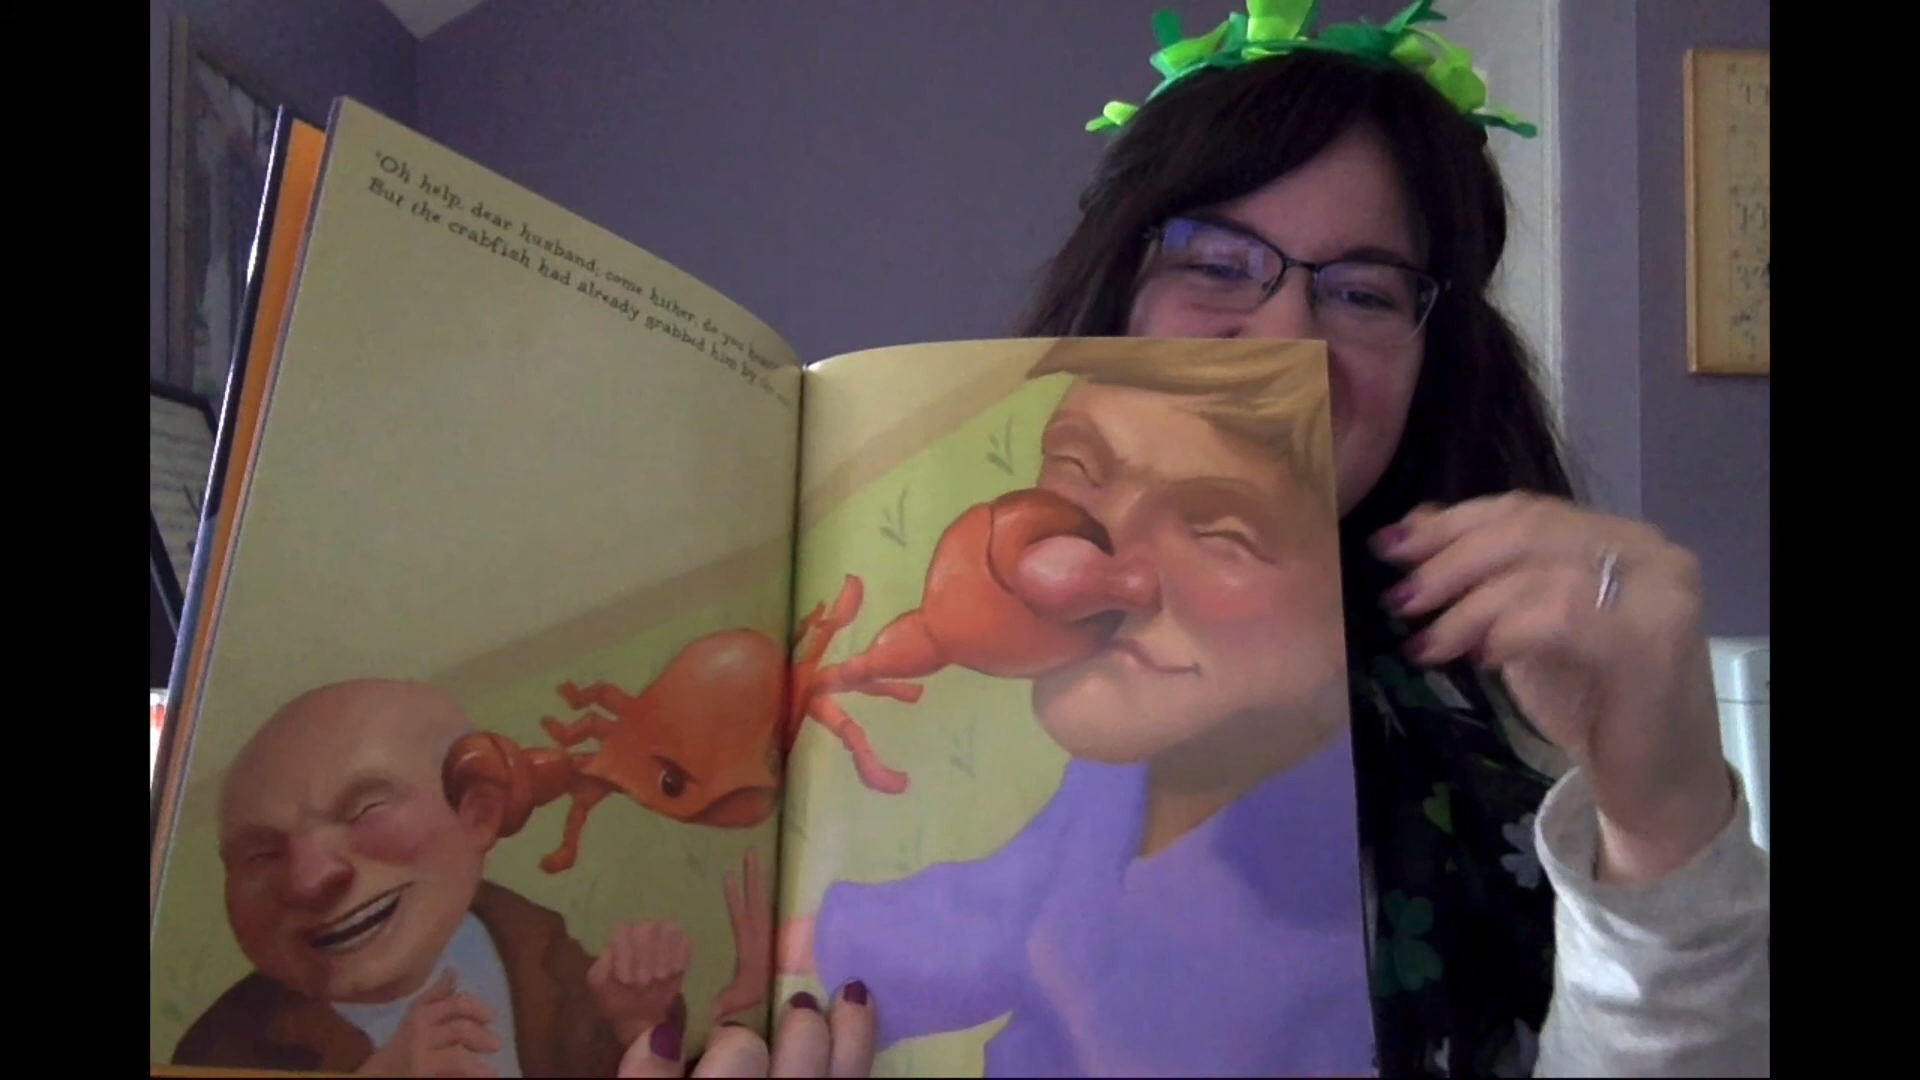 "Oh help, dear husband; come hither, do you hear?"
But the crabfish had already grabbed him by the